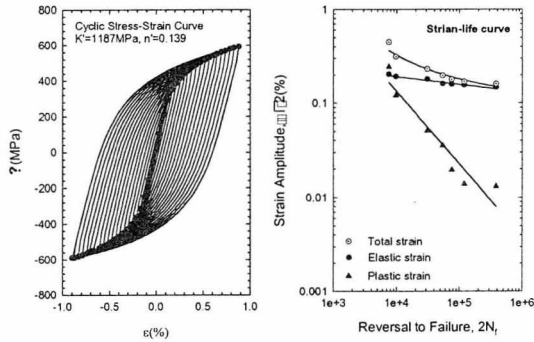 Cyclic Stress-Strain Curve
K'=1187MPa, n'=0.139
800
600
400
200
0
-200
-400
-600
-800
?(MPa)
-1.0
-0.5
0.0
0.5
1.0
ε(%)
Strian-life curve
1
0.1
0.01
0.001
Strain Amplitude, 2(%)
Total strain
Elastic strain
Plastic strain
1e+3
1e+4
1e+5
1e+6
Reversal to Failure, 2Nf